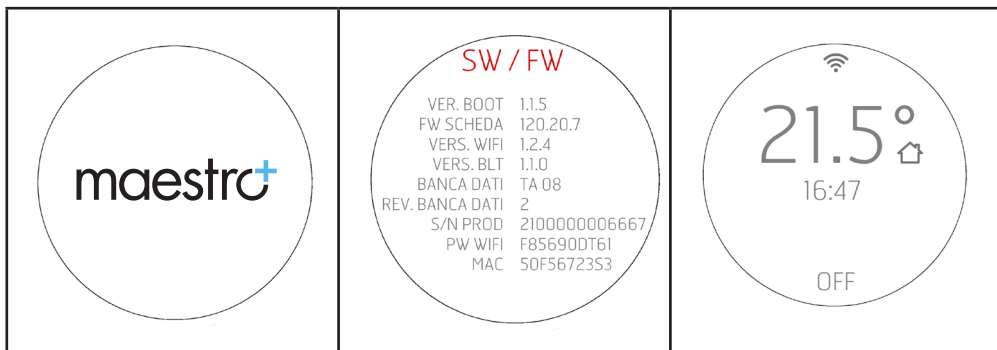 maestro+
SW / FW
VER. BOOT 1.1.5
FW SCHEDA 120.20.7
VERS. WIFI 1.2.4
VERS. BLT 1.1.0
BANCA DATI TA 08
REV. BANCA DATI 2
S/N PROD 2100000006667
PW WIFI F85690DT61
MAC 50F56723S3
21.5°
16:47
OFF